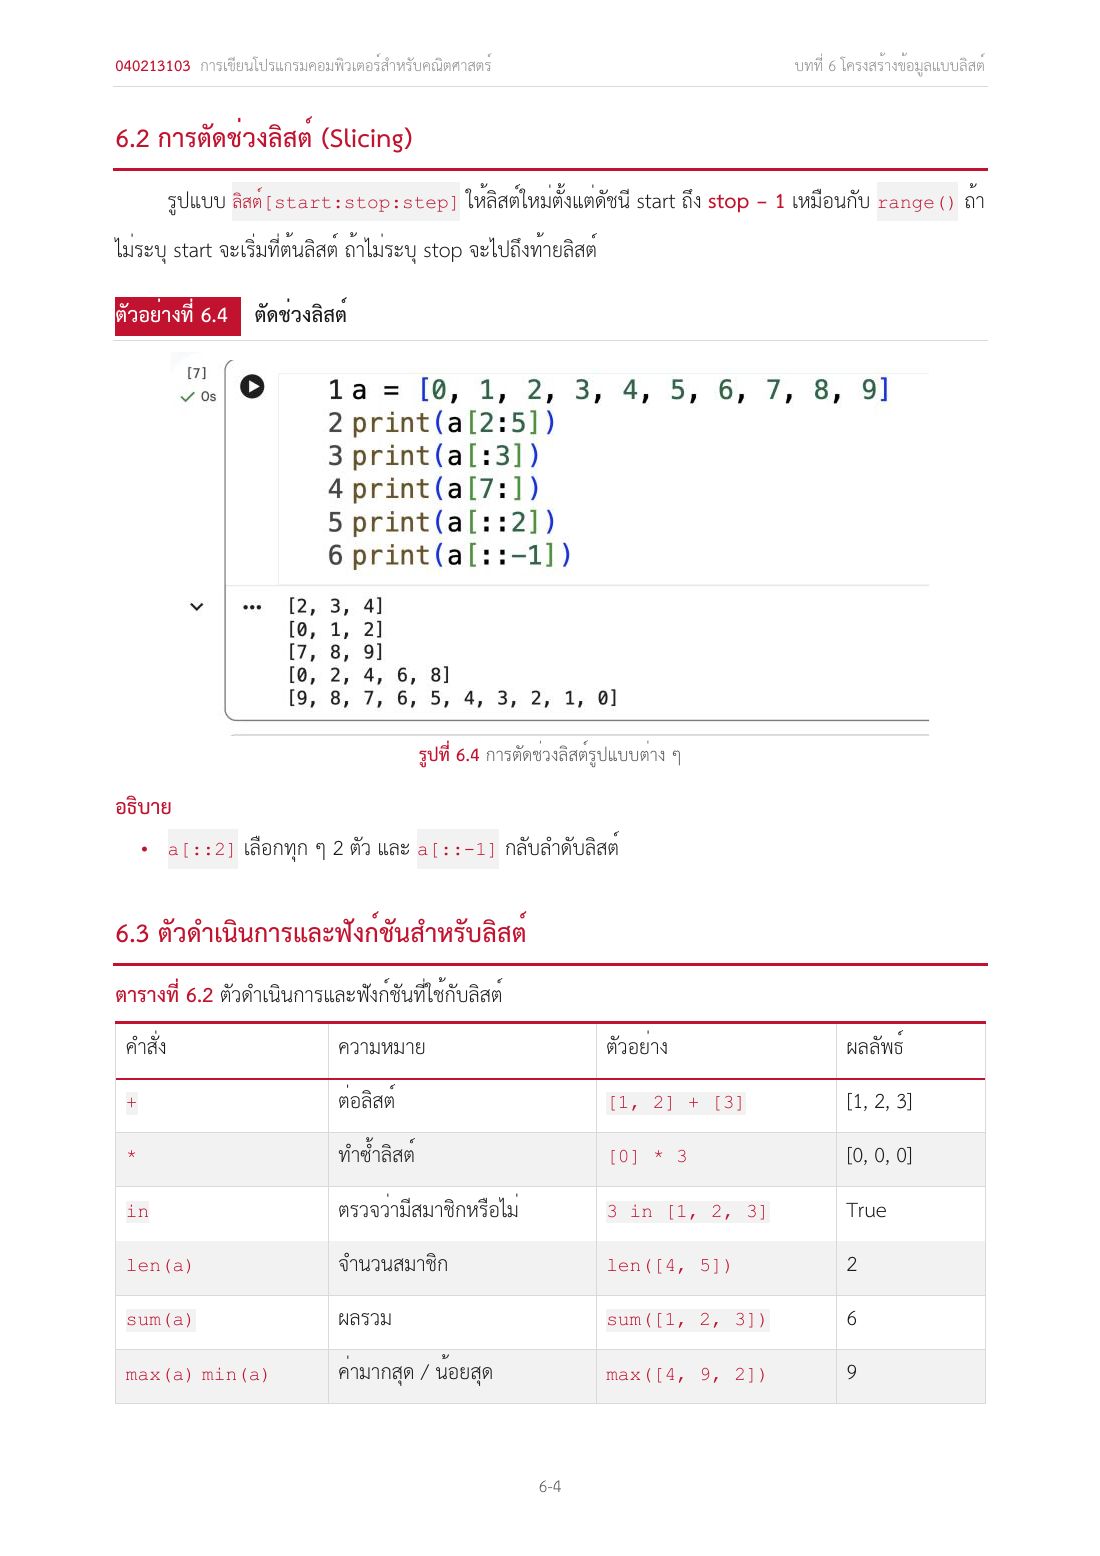 040213103 การเขียนโปรแกรมคอมพิวเตอร์สำหรับคณิตศาสตร์ บทที่ 6 โครงสร้างข้อมูลแบบลิสต์
6.2 การตัดช่วงลิสต์ (Slicing)
รูปแบบ ลิสต์[start:stop:step] ให้ลิสต์ใหม่ตั้งแต่ดัชนี start ถึง stop – 1 เหมือนกับ range() ถ้า
ไม่ระบุ start จะเริ่มที่ต้นลิสต์ ถ้าไม่ระบุ stop จะไปถึงท้ายลิสต์
ตัวอย่างที่ 6.4 ตัดช่วงลิสต์
[7]
0s
1 a = [0, 1, 2, 3, 4, 5, 6, 7, 8, 9]
2 print(a[2:5])
3 print(a[:3])
4 print(a[7:])
5 print(a[::2])
6 print(a[::-1])
[2, 3, 4]
[0, 1, 2]
[7, 8, 9]
[0, 2, 4, 6, 8]
[9, 8, 7, 6, 5, 4, 3, 2, 1, 0]
รูปที่ 6.4 การตัดช่วงลิสต์รูปแบบต่าง ๆ
อธิบาย
• a[::2] เลือกทุก ๆ 2 ตัว และ a[::-1] กลับลำดับลิสต์
6.3 ตัวดำเนินการและฟังก์ชันสำหรับลิสต์
ตารางที่ 6.2 ตัวดำเนินการและฟังก์ชันที่ใช้กับลิสต์
คำสั่ง ความหมาย ตัวอย่าง ผลลัพธ์
+ ต่อลิสต์ [1, 2] + [3] [1, 2, 3]
* ทำซ้ำลิสต์ [0] * 3 [0, 0, 0]
in ตรวจว่ามีสมาชิกหรือไม่ 3 in [1, 2, 3] True
len(a) จำนวนสมาชิก len([4, 5]) 2
sum(a) ผลรวม sum([1, 2, 3]) 6
max(a) min(a) ค่ามากสุด / น้อยสุด max([4, 9, 2]) 9
6-4